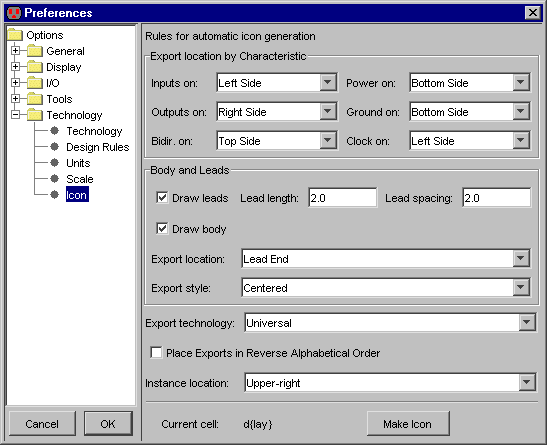 Preferences
Options
General
Display
I/O
Tools
Technology
Technology
Design Rules
Units
Scale
Icon
Cancel OK
Rules for automatic icon generation
Export location by Characteristic
Inputs on: Left Side Power on: Bottom Side
Outputs on: Right Side Ground on: Bottom Side
Bidir. on: Top Side Clock on: Left Side
Body and Leads
Draw leads Lead length: 2.0 Lead spacing: 2.0
Draw body
Export location: Lead End
Export style: Centered
Export technology: Universal
Place Exports in Reverse Alphabetical Order
Instance location: Upper-right
Current cell: d{lay} Make Icon